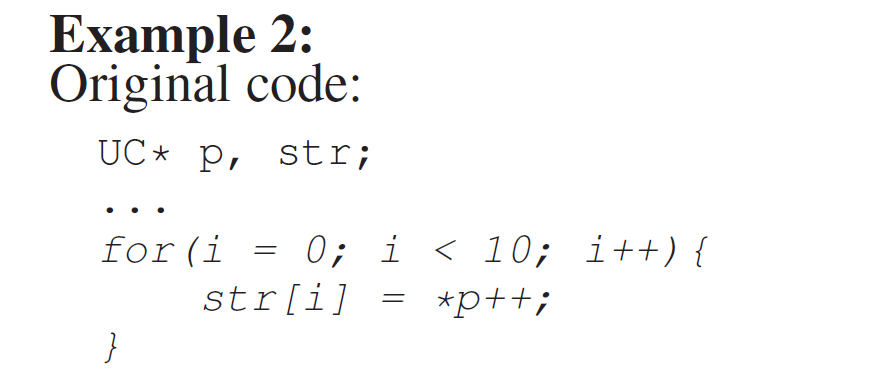 Example 2:
Original code:
UC* p, str;
...
for(i = 0; i < 10; i++){
str[i] = *p++;
}